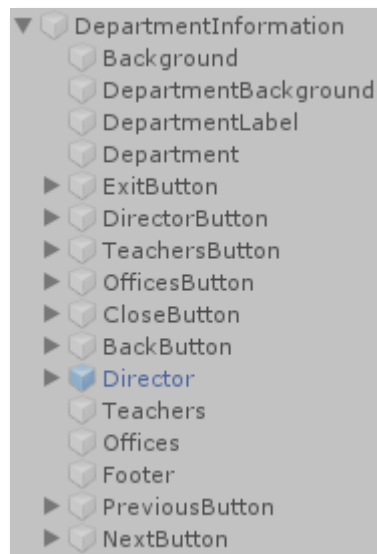 DepartmentInformation
Background
DepartmentBackground
DepartmentLabel
Department
ExitButton
DirectorButton
TeachersButton
OfficesButton
CloseButton
BackButton
Director
Teachers
Offices
Footer
PreviousButton
NextButton